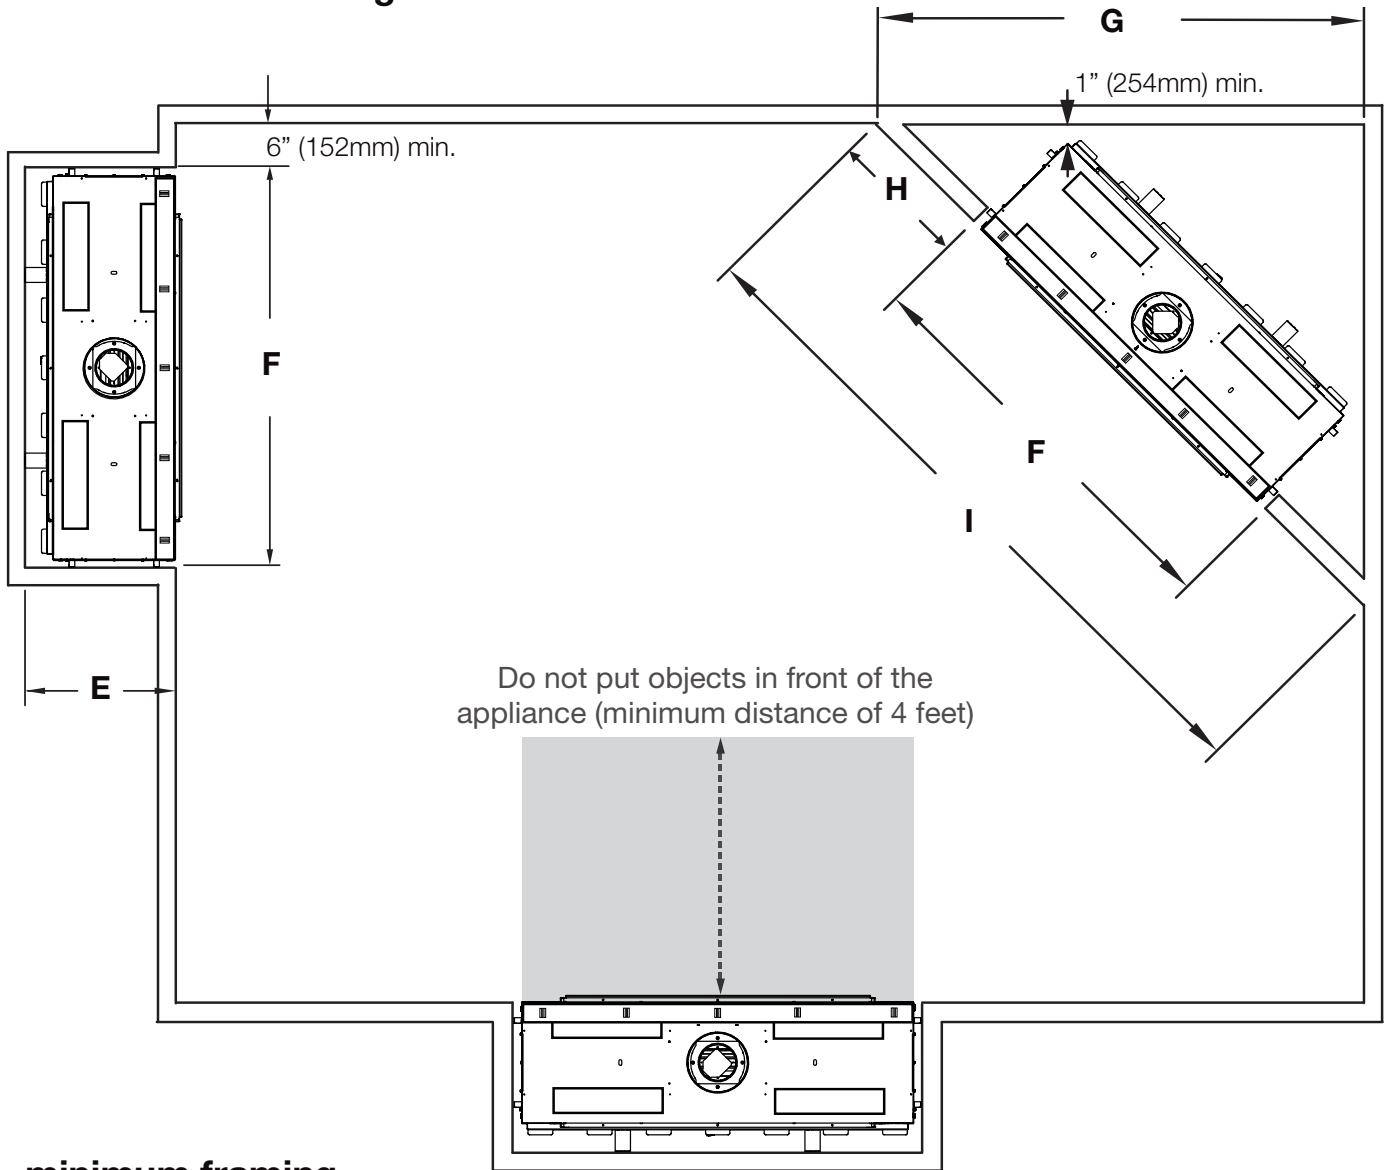 G
1” (254mm) min.
6” (152mm) min.
H
F
F
I
E
Do not put objects in front of the
appliance (minimum distance of 4 feet)
minimum framing